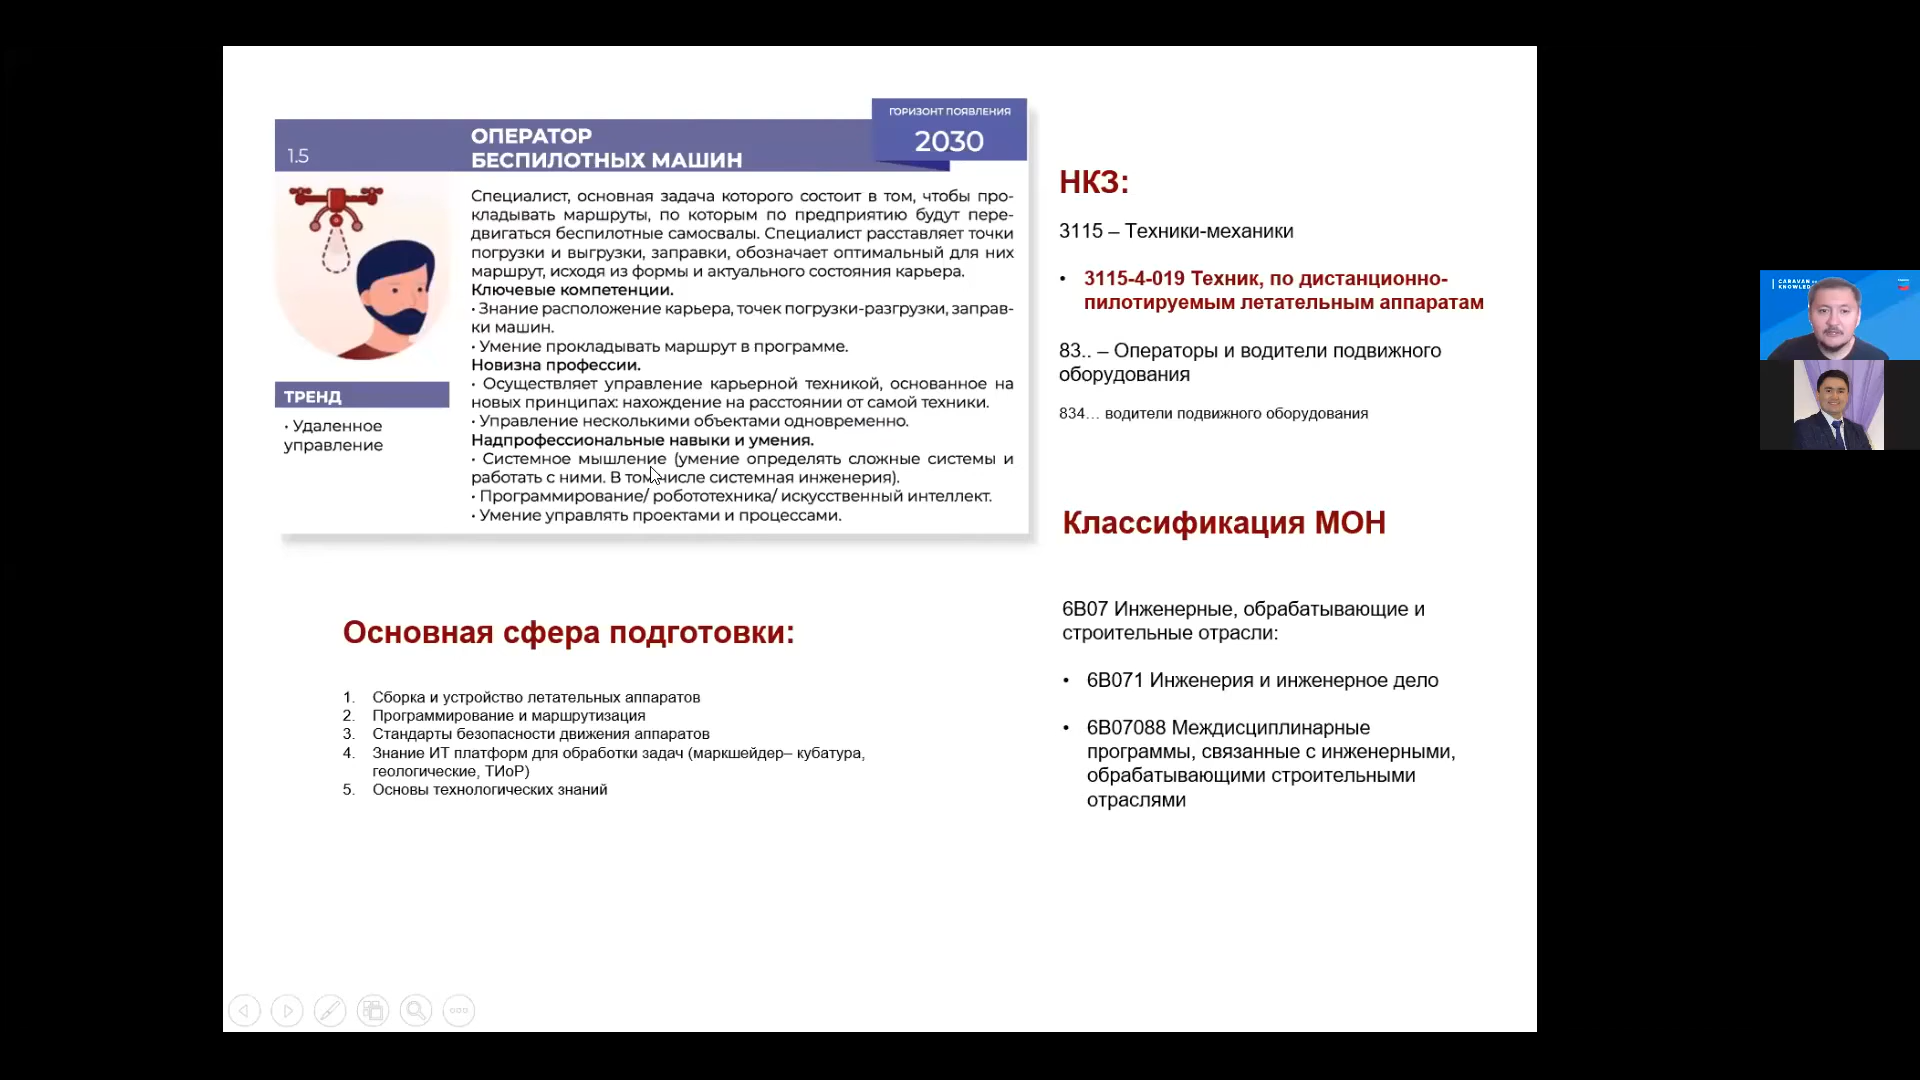 ГОРИЗОНТ ПОЯВЛЕНИЯ
2030
1.5
ОПЕРАТОР
БЕСПИЛОТНЫХ МАШИН
Специалист, основная задача которого состоит в том, чтобы про-
кладывать маршруты, по которым по предприятию будут пере-
двигаться беспилотные самосвалы. Специалист расставляет точки
погрузки и выгрузки, заправки, обозначает оптимальный для них
маршрут, исходя из формы и актуального состояния карьера.
Ключевые компетенции.
• Знание расположение карьера, точек погрузки-разгрузки, заправ-
ки машин.
• Умение прокладывать маршрут в программе.
Новизна профессии.
• Осуществляет управление карьерной техникой, основанное на
новых принципах: нахождение на расстоянии от самой техники.
• Управление несколькими объектами одновременно.
Надпрофессиональные навыки и умения.
• Системное мышление (умение определять сложные системы и
работать с ними. В том числе системная инженерия).
• Программирование/ робототехника/ искусственный интеллект.
• Умение управлять проектами и процессами.
ТРЕНД
• Удаленное
управление
НКЗ:
3115 – Техники-механики
• 3115-4-019 Техник, по дистанционно-
пилотируемым летательным аппаратам
83.. – Операторы и водители подвижного
оборудования
834… водители подвижного оборудования
Классификация МОН
6В07 Инженерные, обрабатывающие и
строительные отрасли:
• 6В071 Инженерия и инженерное дело
• 6В07088 Междисциплинарные
программы, связанные с инженерными,
обрабатывающими строительными
отраслями
Основная сфера подготовки:
1. Сборка и устройство летательных аппаратов
2. Программирование и маршрутизация
3. Стандарты безопасности движения аппаратов
4. Знание ИТ платформ для обработки задач (маркшейдер– кубатура,
геологические, ТИоР)
5. Основы технологических знаний
CARAVAN